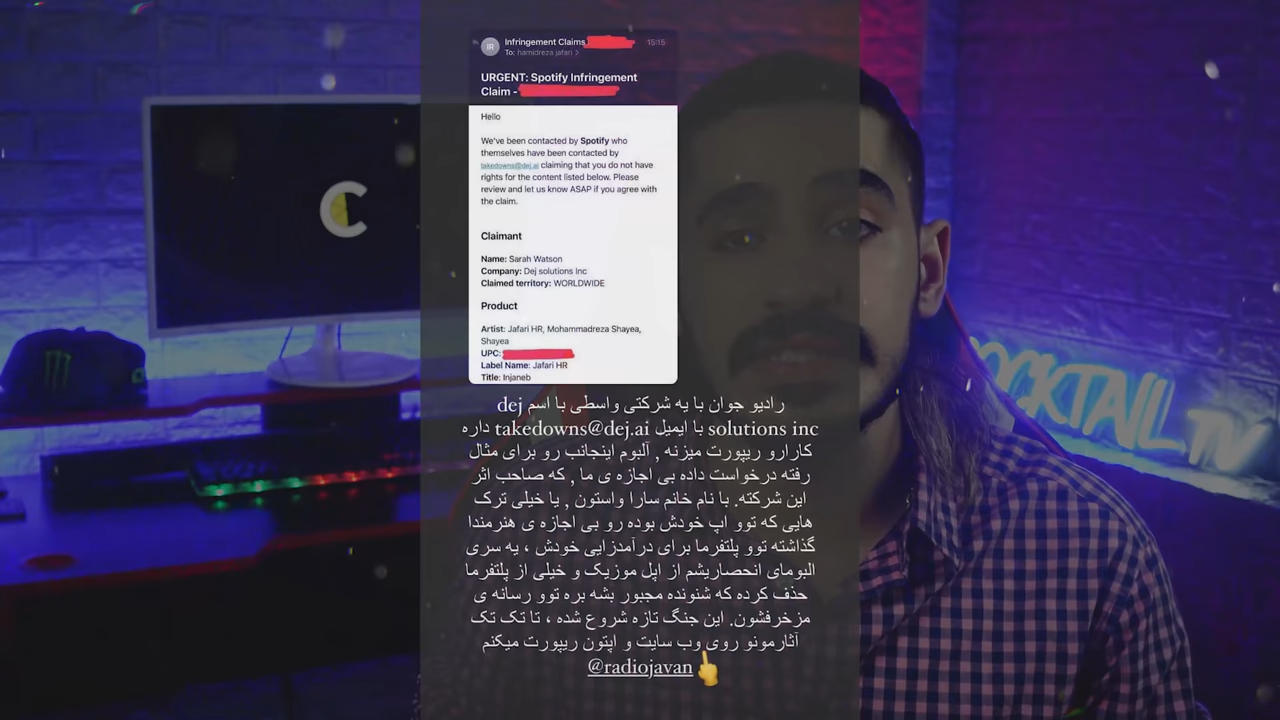 IR
Infringement Claims
15:15
To: hamidreza jafari >
URGENT: Spotify Infringement
Claim -
Hello
We've been contacted by Spotify who
themselves have been contacted by
takedowns@dej.ai claiming that you do not have
rights for the content listed below. Please
review and let us know ASAP if you agree with
the claim.
Claimant
Name: Sarah Watson
Company: Dej solutions Inc
Claimed territory: WORLDWIDE
Product
Artist: Jafari HR, Mohammadreza Shayea,
Shayea
UPC:
Label Name: Jafari HR
Title: Injaneb
رادیو جوان با یه شرکتی واسطی با اسم dej
solutions inc با ایمیل takedowns@dej.ai داره
کارارو ریپورت میزنه , آلبوم اینجانب رو برای مثال
رفته درخواست داده بی اجازه ی ما , که صاحب اثر
این شرکته. با نام خانم سارا واستون , یا خیلی ترک
هایی که توو اپ خودش بوده رو بی اجازه ی هنرمندا
گذاشته توو پلتفرما برای درآمدزایی خودش ، یه سری
البومای انحصاریشم از اپل موزیک و خیلی از پلتفرما
حذف کرده که شنونده مجبور بشه بره توو رسانه ی
مزخرفشون. این جنگ تازه شروع شده ، تا تک تک
آثارمونو روی وب سایت و اپتون ریپورت میکنم
@radiojavan
C
OCKTAIL
TV